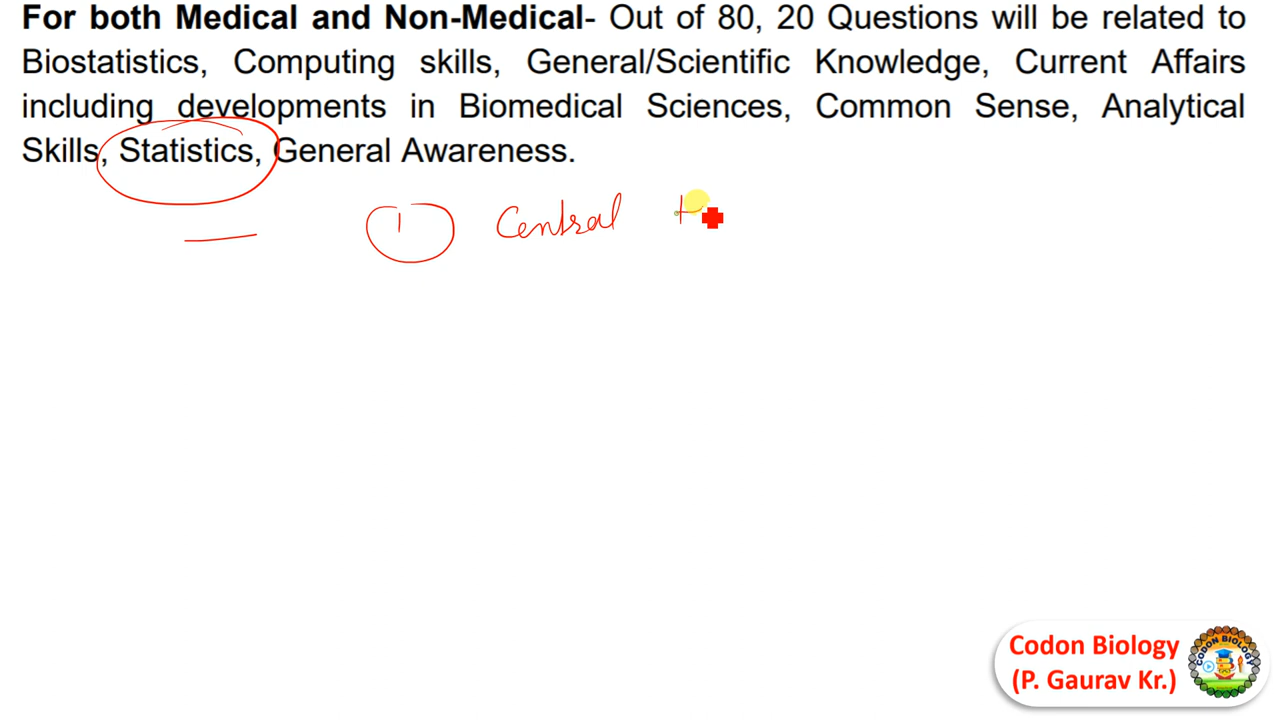 For both Medical and Non-Medical- Out of 80, 20 Questions will be related to
Biostatistics, Computing skills, General/Scientific Knowledge, Current Affairs
including developments in Biomedical Sciences, Common Sense, Analytical
Skills, Statistics, General Awareness.
1 Central t
Codon Biology
(P. Gaurav Kr.)
CODON BIOLOGY